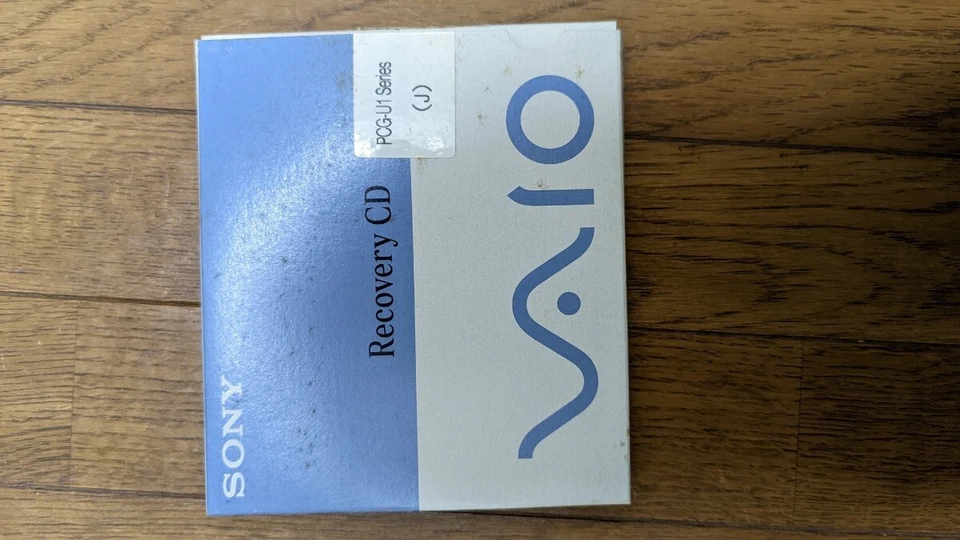 SONY
PCG-U1 Series
(J)
Recovery CD
VAIO